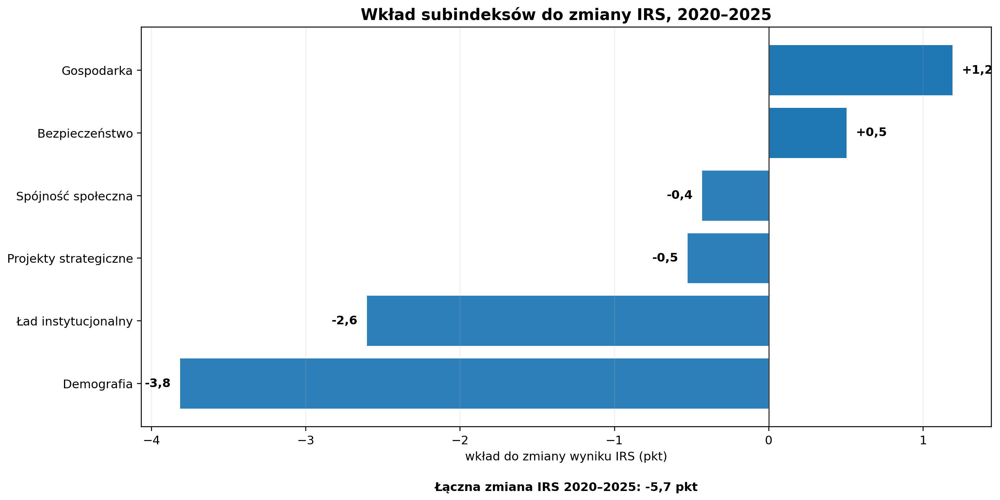 Wkład subindeksów do zmiany IRS, 2020–2025
Gospodarka
+1,2
Bezpieczeństwo
+0,5
Spójność społeczna
-0,4
Projekty strategiczne
-0,5
Ład instytucjonalny
-2,6
Demografia
-3,8
−4 −3 −2 −1 0 1
wkład do zmiany wyniku IRS (pkt)
Łączna zmiana IRS 2020–2025: -5,7 pkt